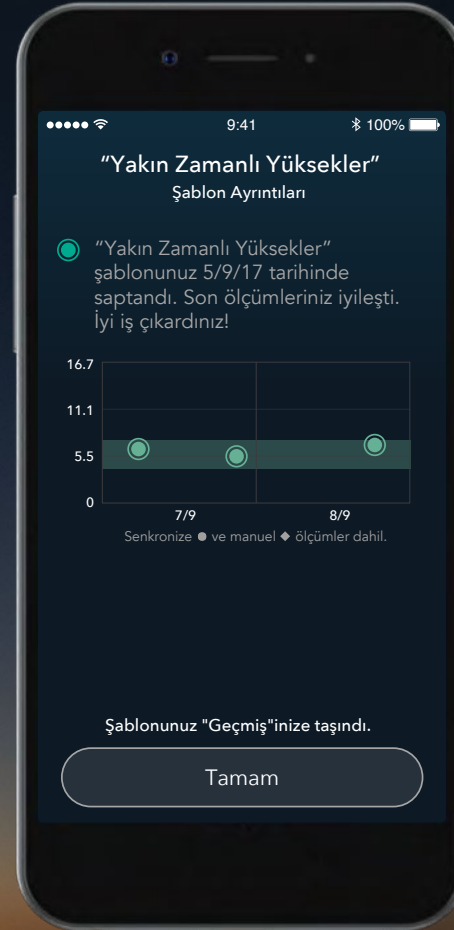 9:41
100%
“Yakın Zamanlı Yüksekler”
Şablon Ayrıntıları
“Yakın Zamanlı Yüksekler”
şablonunuz 5/9/17 tarihinde
saptandı. Son ölçümleriniz iyileşti.
İyi iş çıkardınız!
16.7
11.1
5.5
0
7/9 8/9
Senkronize ● ve manuel ◆ ölçümler dahil.
Şablonunuz "Geçmiş"inize taşındı.
Tamam